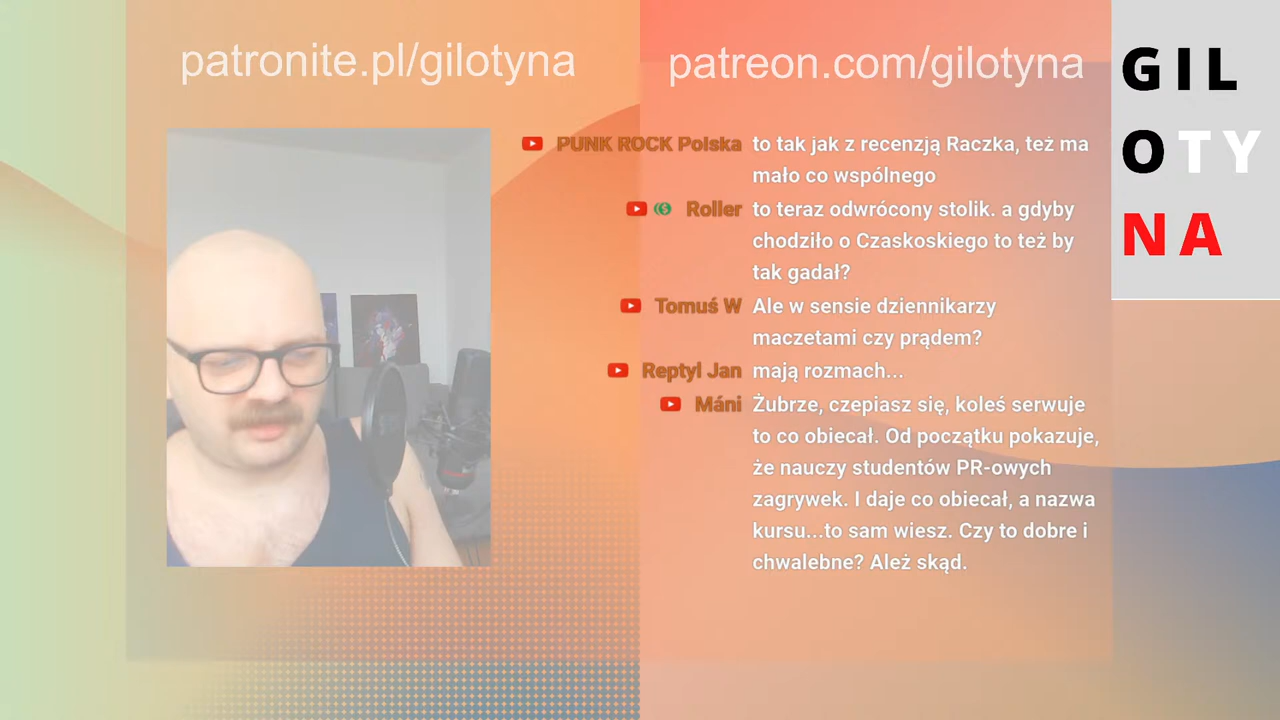 patronite.pl/gilotyna
patreon.com/gilotyna
GIL
OTY
NA
PUNK ROCK Polska to tak jak z recenzją Raczka, też ma
mało co wspólnego
Roller to teraz odwrócony stolik. a gdyby
chodziło o Czaskoskiego to też by
tak gadał?
Tomuś W Ale w sensie dziennikarzy
maczetami czy prądem?
Reptyl Jan mają rozmach...
Máni Żubrze, czepiasz się, koleś serwuje
to co obiecał. Od początku pokazuje,
że nauczy studentów PR-owych
zagrywek. I daje co obiecał, a nazwa
kursu...to sam wiesz. Czy to dobre i
chwalebne? Ależ skąd.